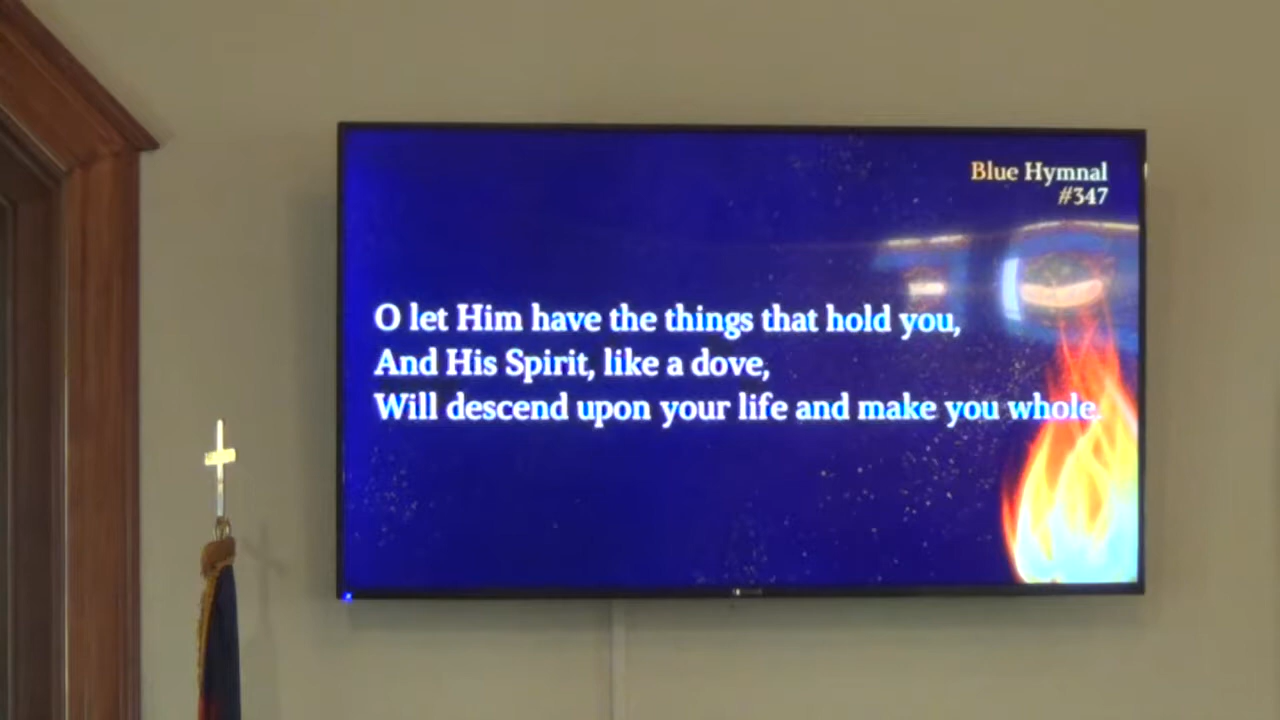 Blue Hymnal
#347
O let Him have the things that hold you,
And His Spirit, like a dove,
Will descend upon your life and make you whole.